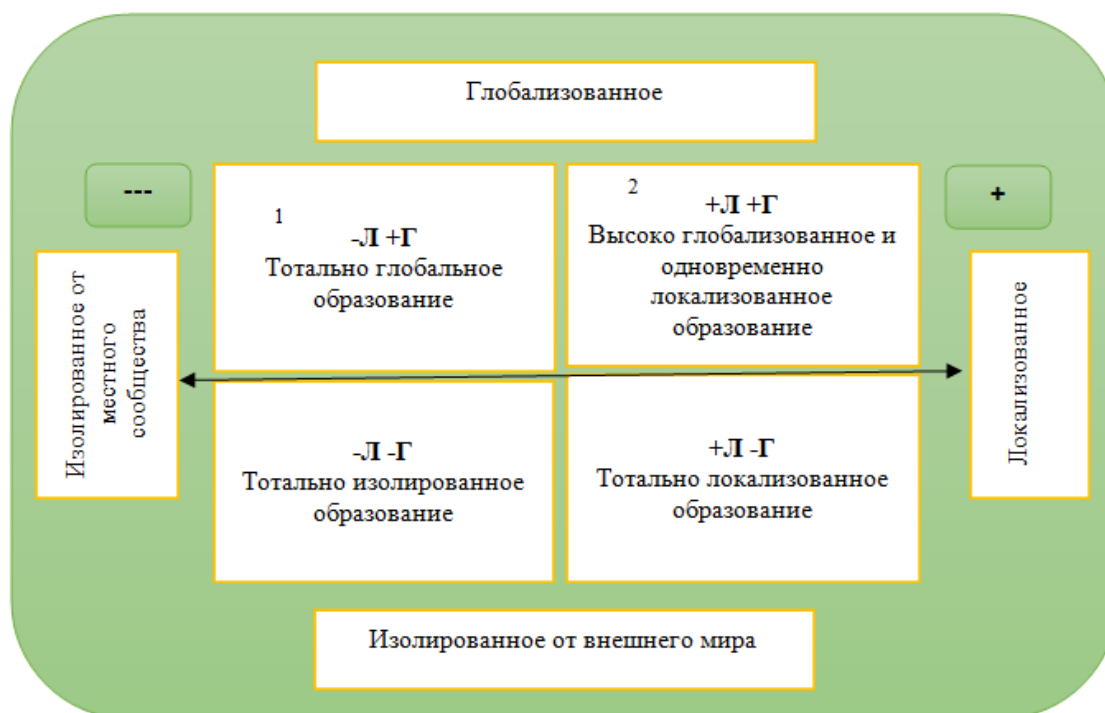 Глобализованное
---
+
1
-Л +Г
Тотально глобальное
образование
2
+Л +Г
Высоко глобализованное и
одновременно
локализованное
образование
Изолированное от
местного
сообщества
Локализованное
-Л -Г
Тотально изолированное
образование
+Л -Г
Тотально локализованное
образование
Изолированное от внешнего мира